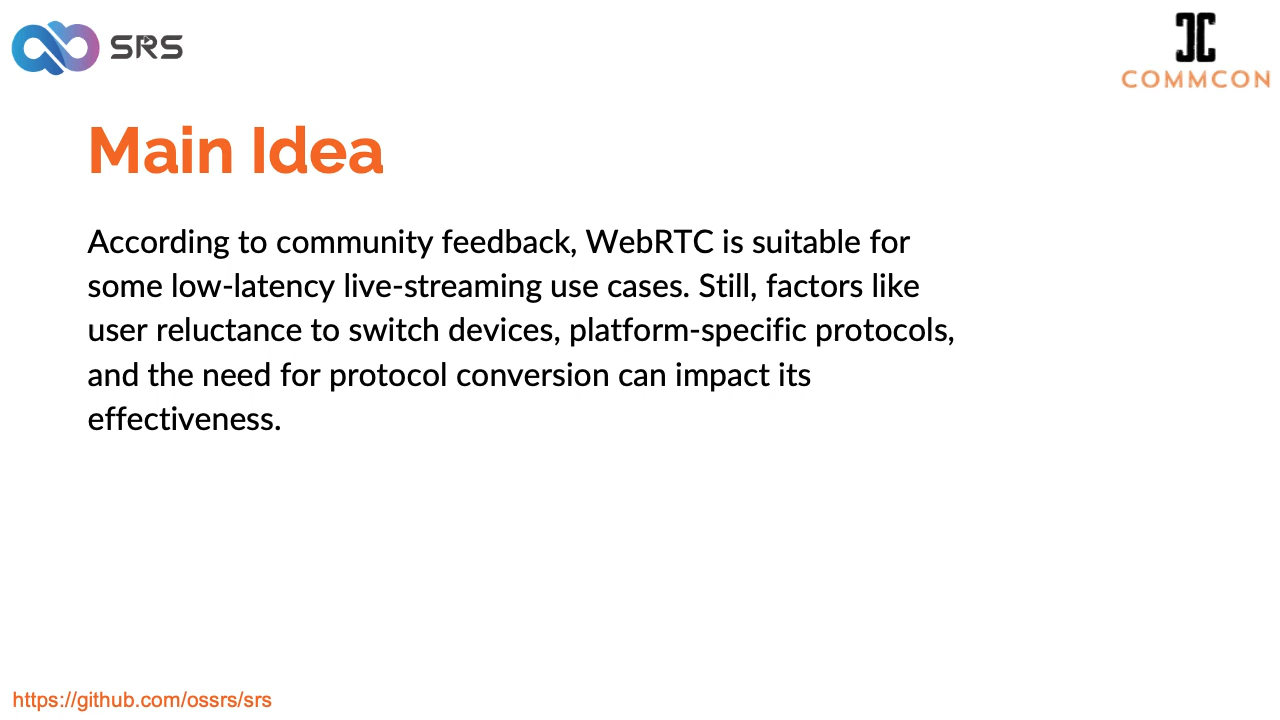 SRS
COMMCON
Main Idea
According to community feedback, WebRTC is suitable for
some low-latency live-streaming use cases. Still, factors like
user reluctance to switch devices, platform-specific protocols,
and the need for protocol conversion can impact its
effectiveness.
https://github.com/ossrs/srs